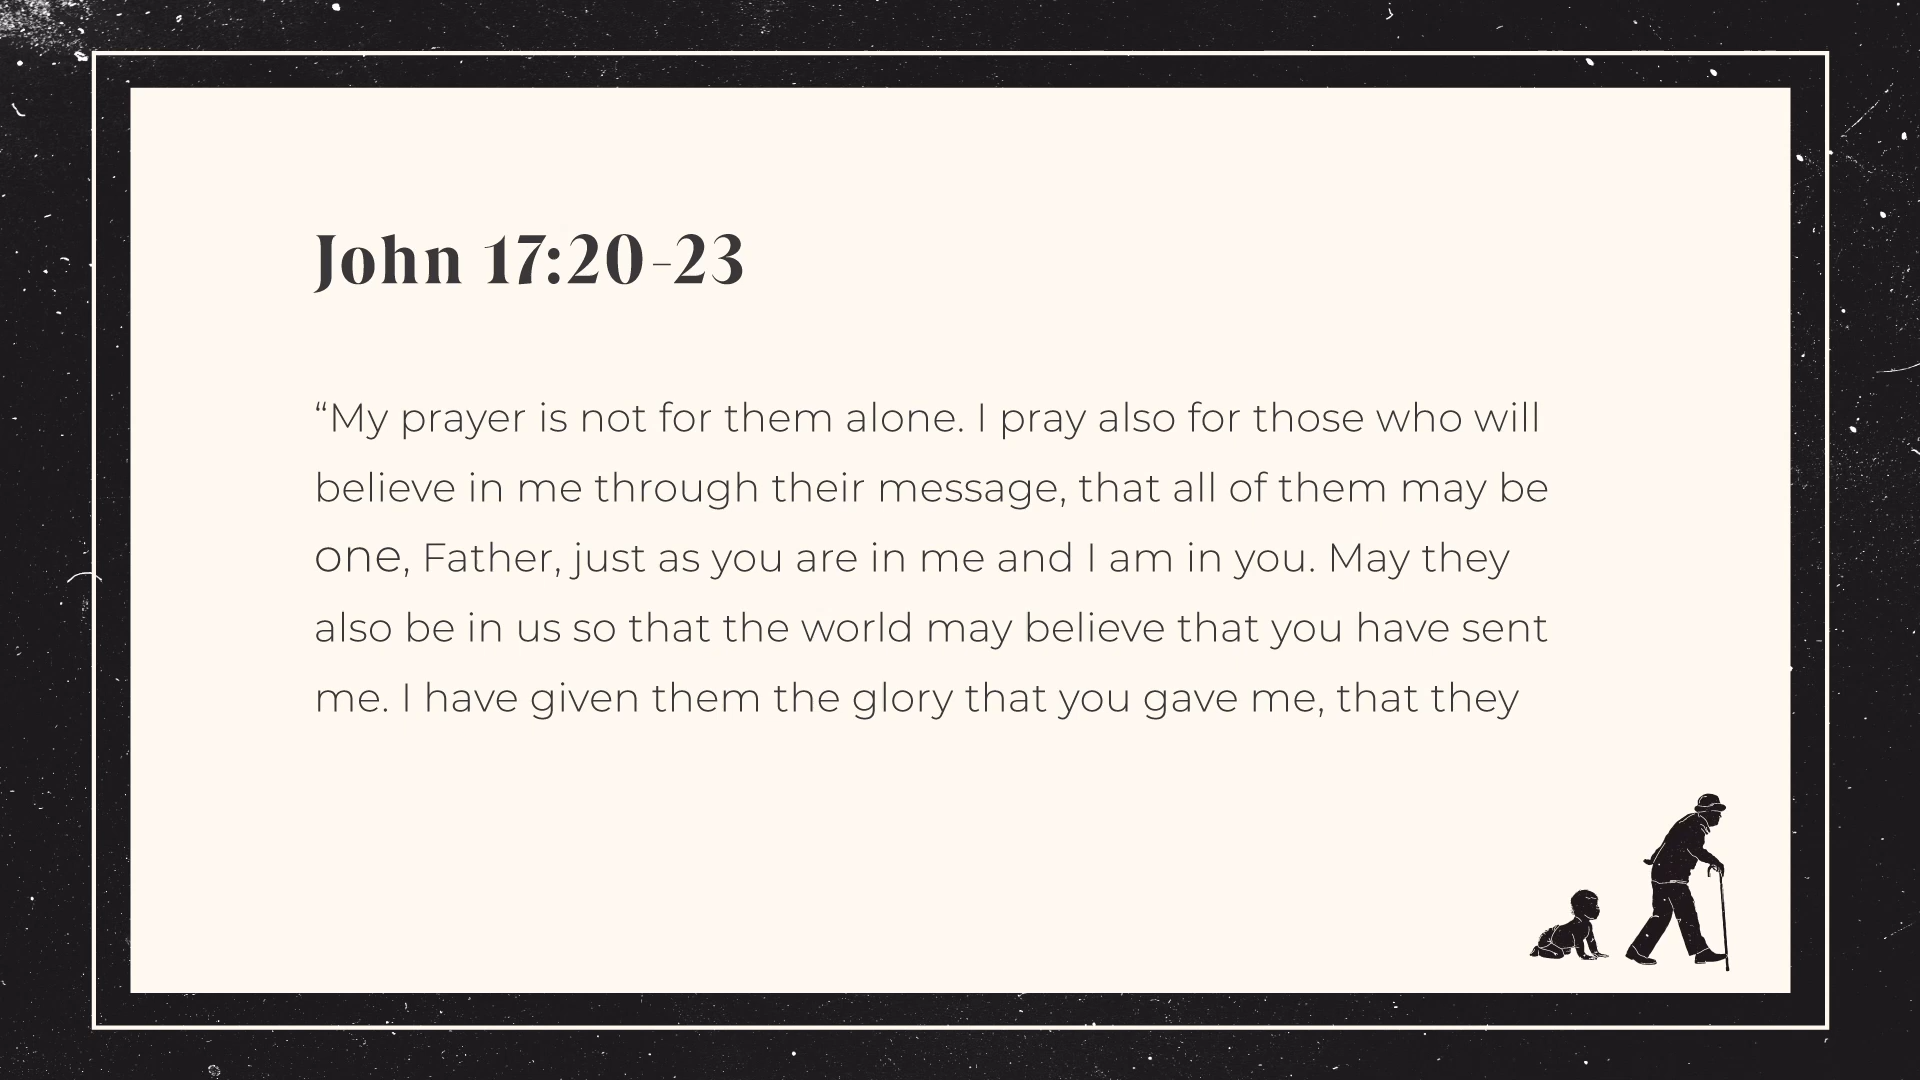 John 17:20-23
“My prayer is not for them alone. I pray also for those who will
believe in me through their message, that all of them may be
one, Father, just as you are in me and I am in you. May they
also be in us so that the world may believe that you have sent
me. I have given them the glory that you gave me, that they